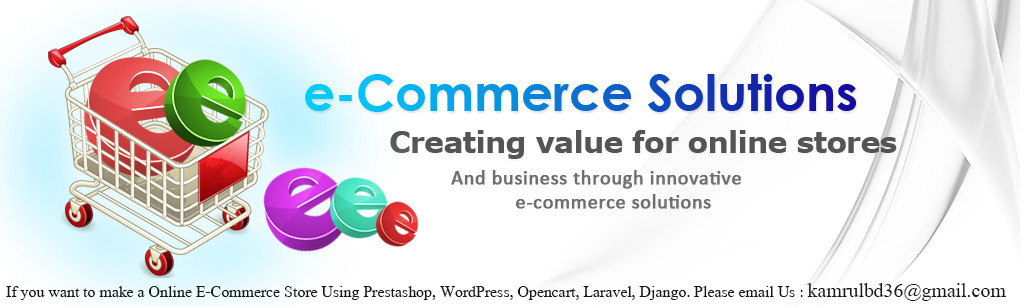 e-Commerce Solutions
Creating value for online stores
And business through innovative
e-commerce solutions
e e
e e e
If you want to make a Online E-Commerce Store Using Prestashop, WordPress, Opencart, Laravel, Django. Please email Us : kamrulbd36@gmail.com